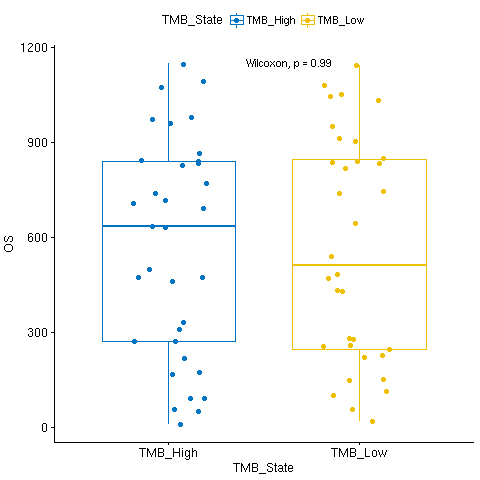 TMB_State TMB_High TMB_Low
Wilcoxon, p = 0.99
1200
900
600
300
0
OS
TMB_High TMB_Low
TMB_State